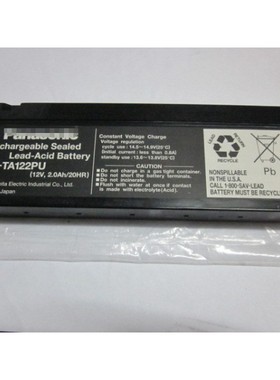 Panasonic
chargeable Sealed
Lead-Acid Battery
-TA122PU
(12V, 2.0Ah/20HR)
Electric Industrial Co., Ltd.
Japan
Constant Voltage Charge
Voltage regulation
cycle use : 14.5~14.9V(25°C)
[Initial current : less than 0.8A]
standby use : 13.6~13.8V(25°C)
CAUTION:
•Do not charge in a gas tight container.
•Do not short the battery terminals.
•Do not incinerate.
•Flush with water at once if contact
is made with electrolyte(Acid).
LEAD
RETURN
RECYCLE
Pb
NONSPILLABLE
IN THE U.S.A.
CALL 1-800-SAV-LEAD
BATTERY MUST
BE RECYCLED